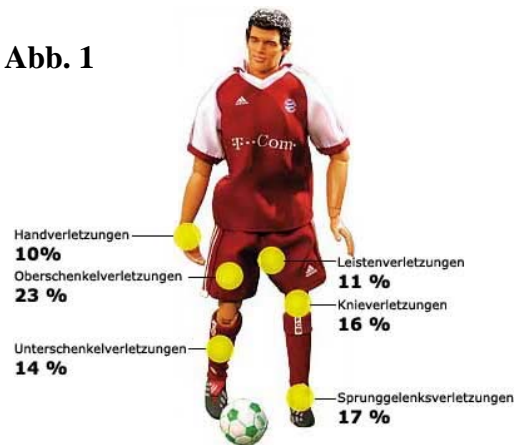 Abb. 1
T··Com·
Handverletzungen
10%
Oberschenkelverletzungen
23 %
Unterschenkelverletzungen
14 %
Leistenverletzungen
11 %
Knieverletzungen
16 %
Sprunggelenksverletzungen
17 %